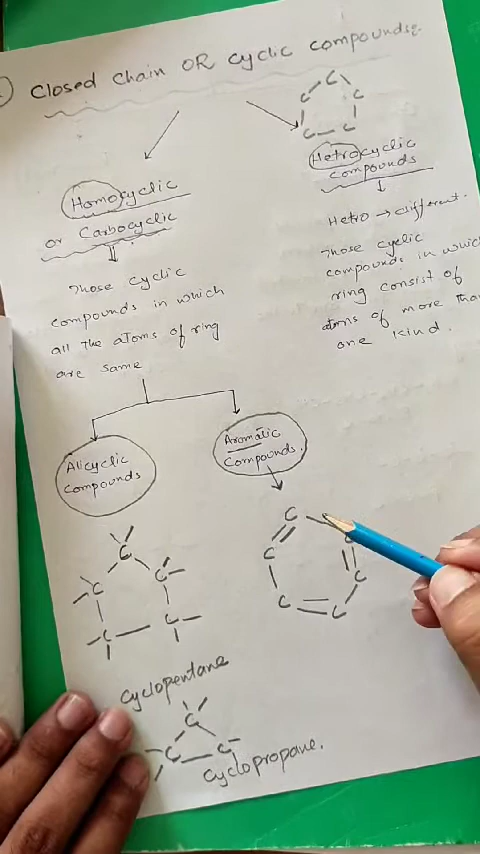 Closed Chain OR Cyclic compounds:
Homocyclic
or Carbocyclic
Those cyclic
compounds in which
all the atoms of ring
are same
Hetrocyclic
compounds
Hetro → different.
Those cyclic
compounds in which
ring consist of
atoms of more than
one kind.
Alicyclic
Compounds
Aromatic
Compounds.
cyclopentane
cyclopropane.